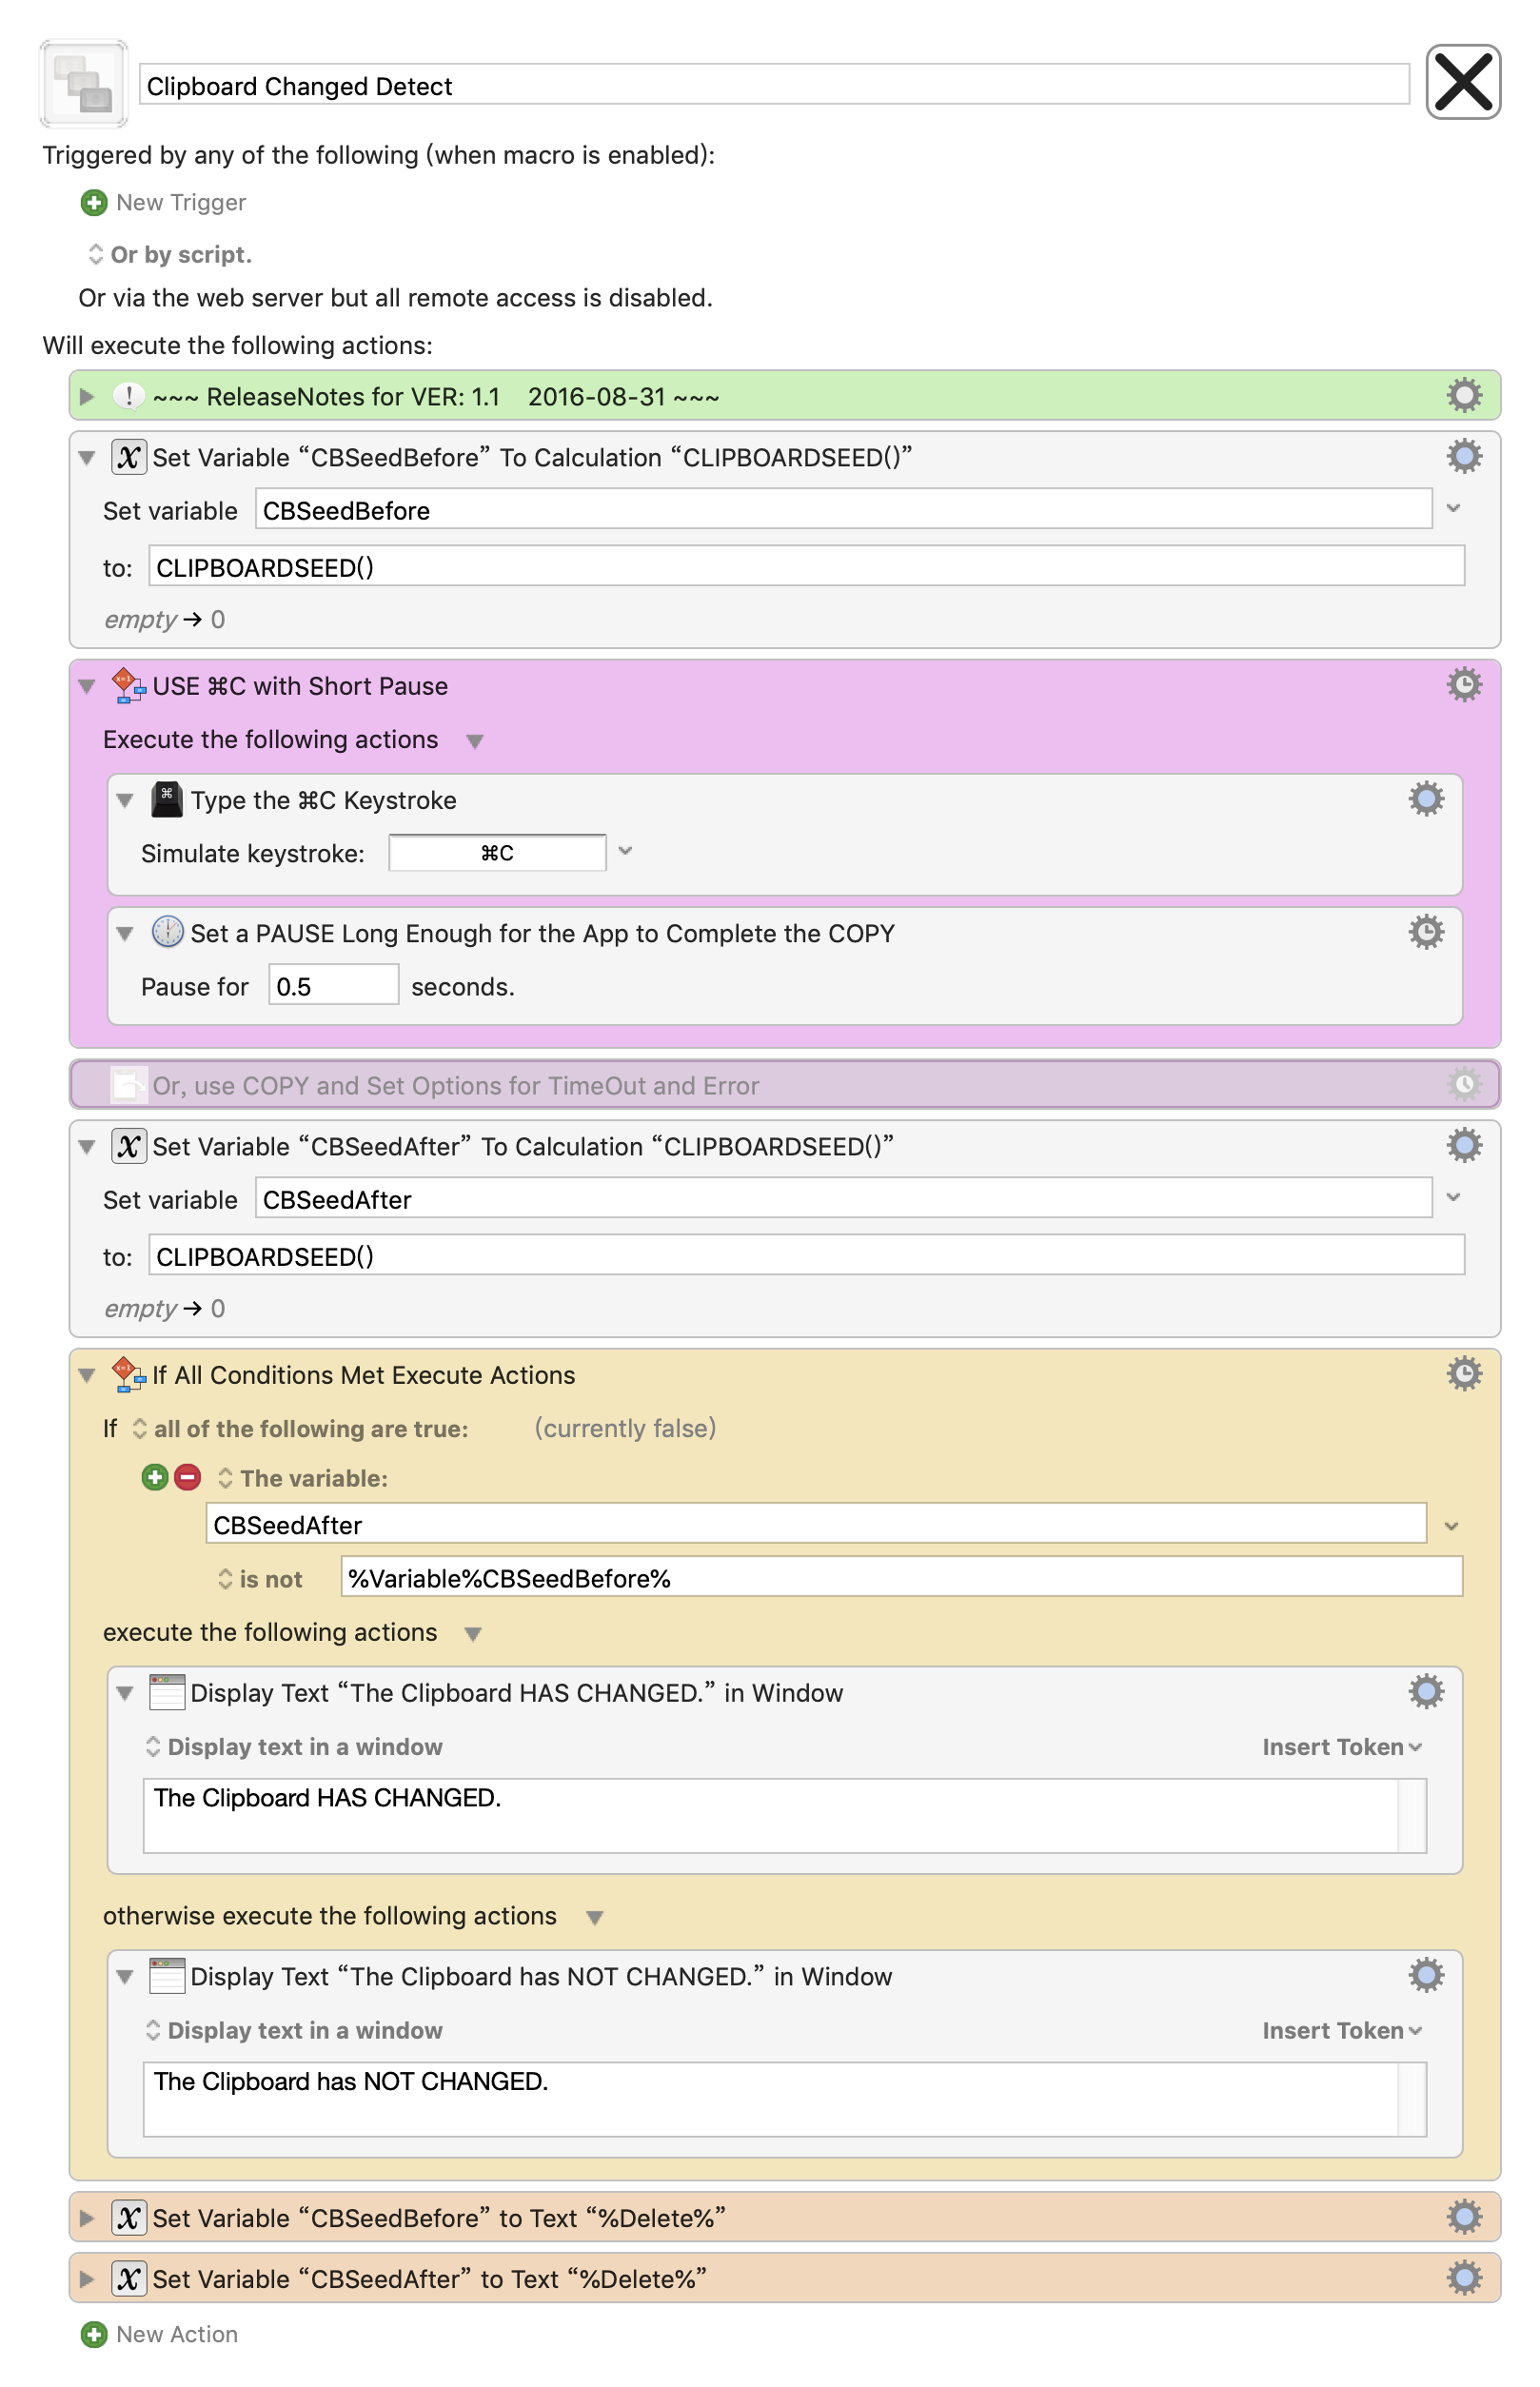 Clipboard Changed Detect
Triggered by any of the following (when macro is enabled):
New Trigger
Or by script.
Or via the web server but all remote access is disabled.
Will execute the following actions:
~~~ ReleaseNotes for VER: 1.1    2016-08-31 ~~~
Set Variable “CBSeedBefore” To Calculation “CLIPBOARDSEED()”
Set variable CBSeedBefore
to: CLIPBOARDSEED()
empty → 0
USE ⌘C with Short Pause
Execute the following actions
Type the ⌘C Keystroke
Simulate keystroke: ⌘C
Set a PAUSE Long Enough for the App to Complete the COPY
Pause for 0.5 seconds.
Or, use COPY and Set Options for TimeOut and Error
Set Variable “CBSeedAfter” To Calculation “CLIPBOARDSEED()”
Set variable CBSeedAfter
to: CLIPBOARDSEED()
empty → 0
If All Conditions Met Execute Actions
If all of the following are true: (currently false)
The variable:
CBSeedAfter
is not %Variable%CBSeedBefore%
execute the following actions
Display Text “The Clipboard HAS CHANGED.” in Window
Display text in a window Insert Token
The Clipboard HAS CHANGED.
otherwise execute the following actions
Display Text “The Clipboard has NOT CHANGED.” in Window
Display text in a window Insert Token
The Clipboard has NOT CHANGED.
Set Variable “CBSeedBefore” to Text “%Delete%”
Set Variable “CBSeedAfter” to Text “%Delete%”
New Action